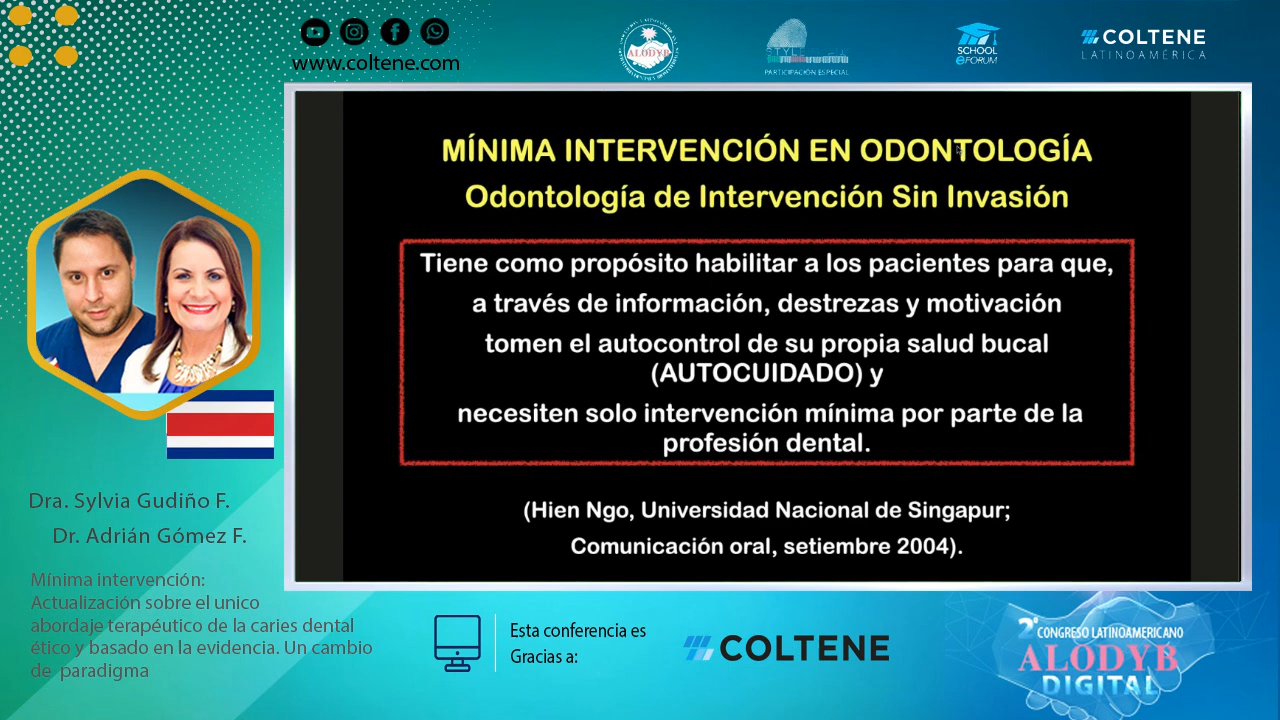 www.coltene.com
ALODYB
STYLE
PARTICIPACIÓN ESPECIAL
SCHOOL
eFORUM
COLTENE
LATINOAMÉRICA
MÍNIMA INTERVENCIÓN EN ODONTOLOGÍA
Odontología de Intervención Sin Invasión
Tiene como propósito habilitar a los pacientes para que,
a través de información, destrezas y motivación
tomen el autocontrol de su propia salud bucal
(AUTOCUIDADO) y
necesiten solo intervención mínima por parte de la
profesión dental.
(Hien Ngo, Universidad Nacional de Singapur;
Comunicación oral, setiembre 2004).
Dra. Sylvia Gudiño F.
Dr. Adrián Gómez F.
Mínima intervención:
Actualización sobre el unico
abordaje terapéutico de la caries dental
ético y basado en la evidencia. Un cambio
de paradigma
Esta conferencia es
Gracias a:
COLTENE
2º CONGRESO LATINOAMERICANO
ALODYB
DIGITAL